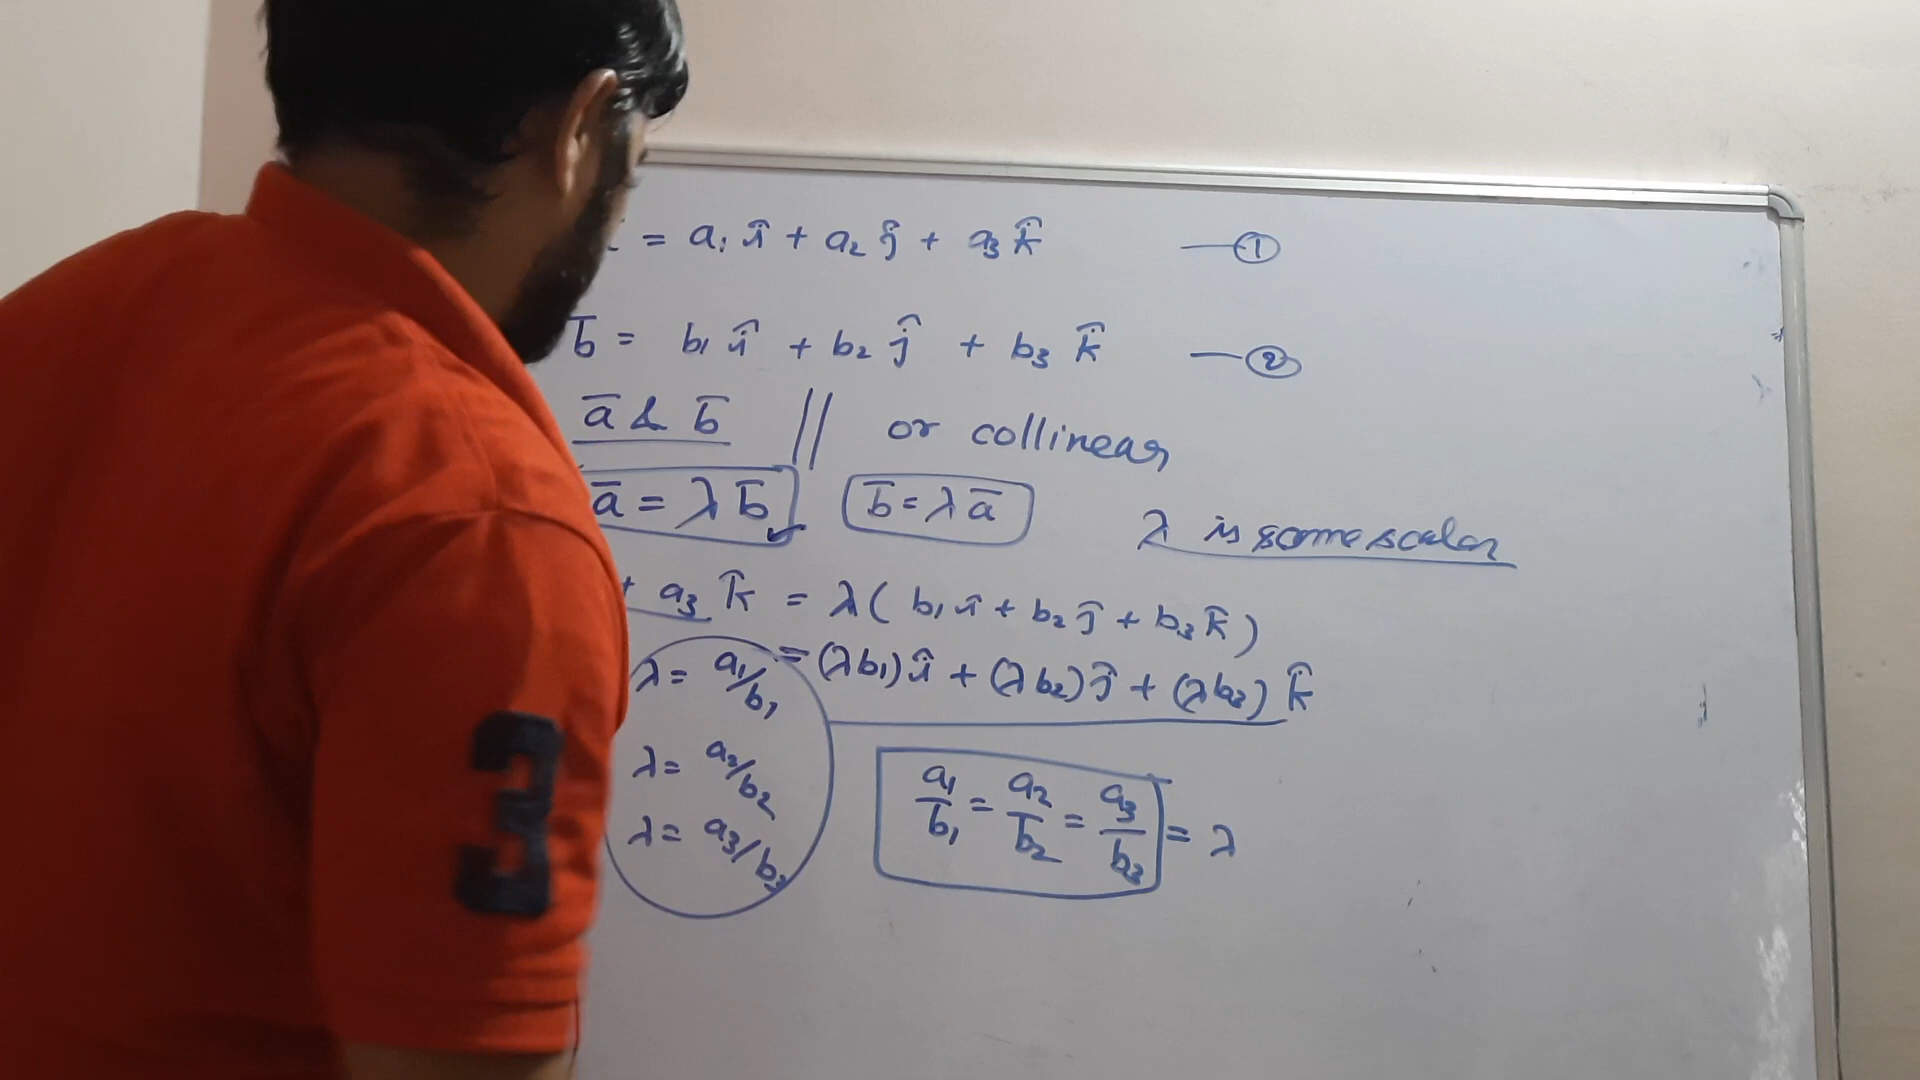 = a₁ î + a₂ ĵ + a₃ k̂ —①
b̄ = b₁ î + b₂ ĵ + b₃ k̂ —②
ā & b̄ || or collinear
ā = λ b̄ b̄ = λ ā λ is some scalar
+ a₃ k̂ = λ ( b₁ î + b₂ ĵ + b₃ k̂ )
= (λb₁) î + (λb₂) ĵ + (λb₃) k̂
λ = a₁/b₁
λ = a₂/b₂
λ = a₃/b₃
a₁/b₁ = a₂/b₂ = a₃/b₃ = λ
3